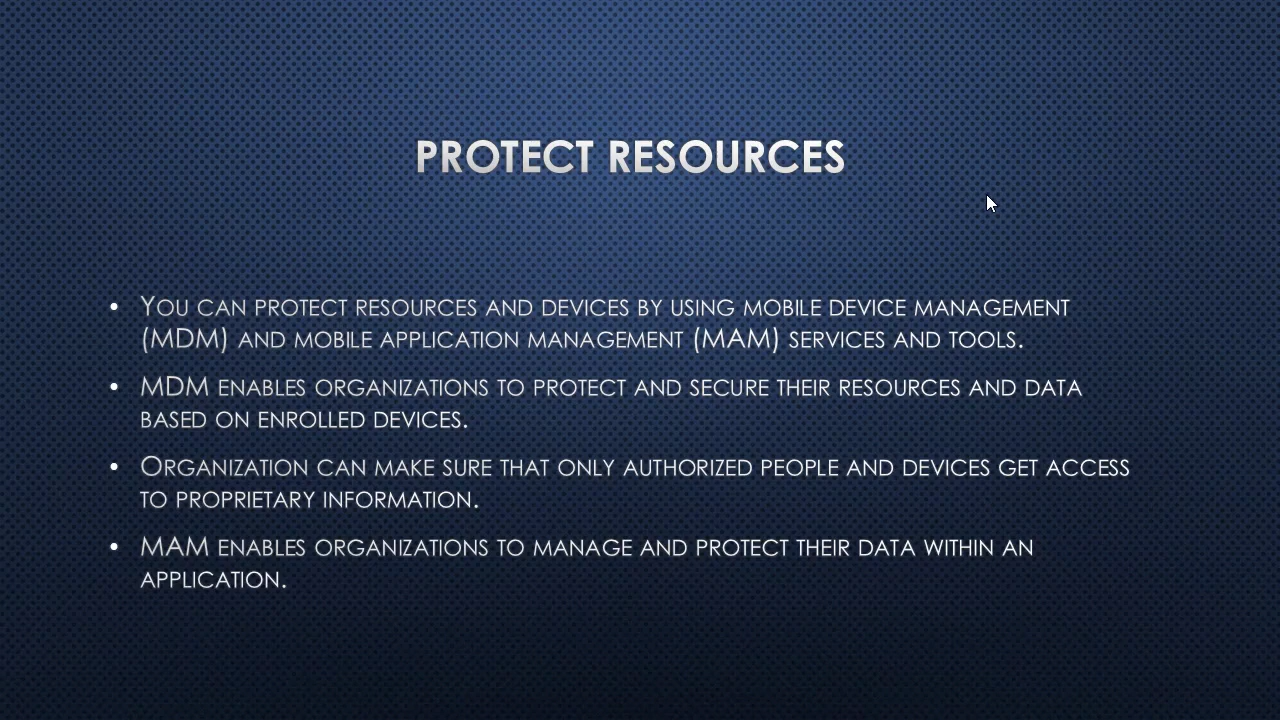 PROTECT RESOURCES
• YOU CAN PROTECT RESOURCES AND DEVICES BY USING MOBILE DEVICE MANAGEMENT
(MDM) AND MOBILE APPLICATION MANAGEMENT (MAM) SERVICES AND TOOLS.
• MDM ENABLES ORGANIZATIONS TO PROTECT AND SECURE THEIR RESOURCES AND DATA
BASED ON ENROLLED DEVICES.
• ORGANIZATION CAN MAKE SURE THAT ONLY AUTHORIZED PEOPLE AND DEVICES GET ACCESS
TO PROPRIETARY INFORMATION.
• MAM ENABLES ORGANIZATIONS TO MANAGE AND PROTECT THEIR DATA WITHIN AN
APPLICATION.